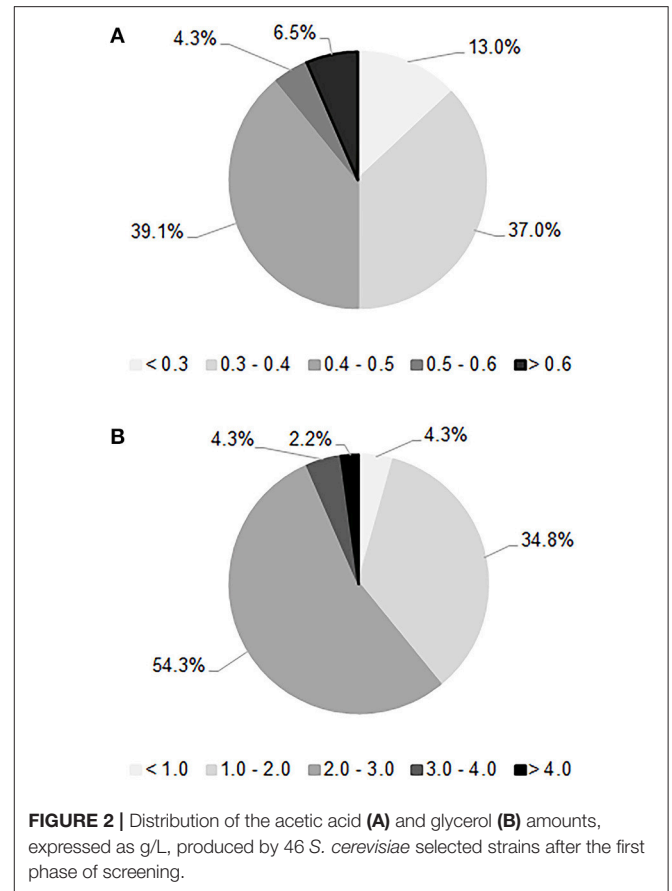 A
4.3%
6.5%
13.0%
39.1%
37.0%
< 0.3 0.3 - 0.4 0.4 - 0.5 0.5 - 0.6 > 0.6
B
4.3%
2.2%
4.3%
34.8%
54.3%
< 1.0 1.0 - 2.0 2.0 - 3.0 3.0 - 4.0 > 4.0
FIGURE 2 | Distribution of the acetic acid (A) and glycerol (B) amounts,
expressed as g/L, produced by 46 S. cerevisiae selected strains after the first
phase of screening.